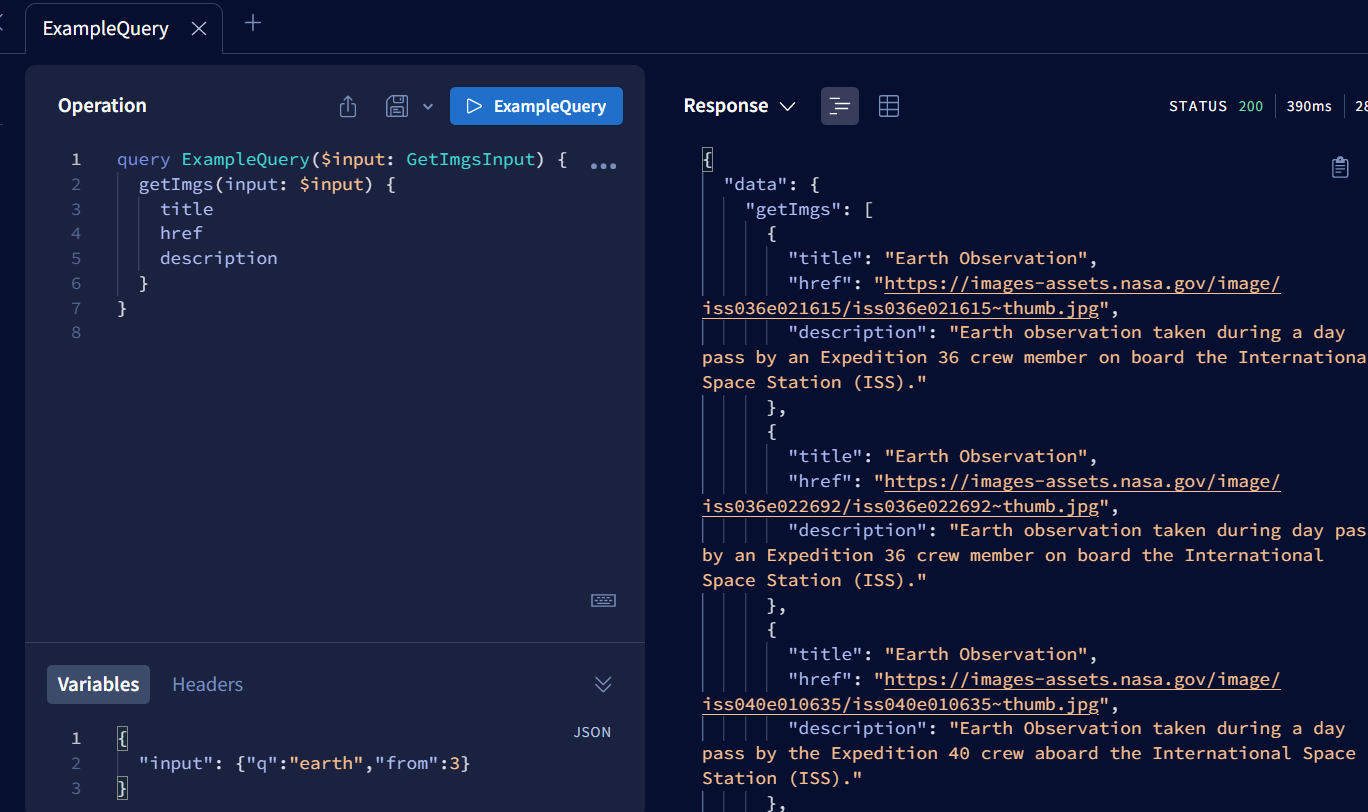 ExampleQuery
Operation
ExampleQuery
1 query ExampleQuery($input: GetImgsInput) {
2 getImgs(input: $input) {
3 title
4 href
5 description
6 }
7 }
8
Variables Headers
JSON
1 {
2 "input": {"q":"earth","from":3}
3 }
Response
STATUS 200 390ms 28
{
"data": {
"getImgs": [
{
"title": "Earth Observation",
"href": "https://images-assets.nasa.gov/image/
iss036e021615/iss036e021615~thumb.jpg",
"description": "Earth observation taken during a day
pass by an Expedition 36 crew member on board the Internationa
Space Station (ISS)."
},
{
"title": "Earth Observation",
"href": "https://images-assets.nasa.gov/image/
iss036e022692/iss036e022692~thumb.jpg",
"description": "Earth observation taken during day pas
by an Expedition 36 crew member on board the International
Space Station (ISS)."
},
{
"title": "Earth Observation",
"href": "https://images-assets.nasa.gov/image/
iss040e010635/iss040e010635~thumb.jpg",
"description": "Earth Observation taken during a day
pass by the Expedition 40 crew aboard the International Space
Station (ISS)."
},